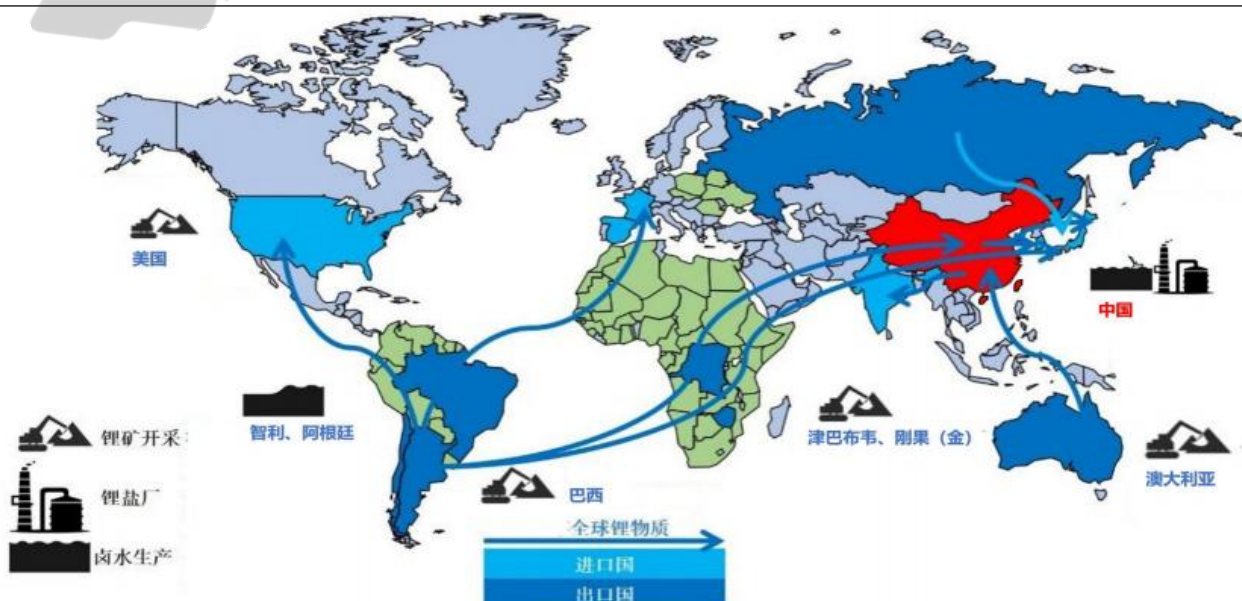 美国
中国
智利、阿根廷
津巴布韦、刚果（金）
锂矿开采
澳大利亚
巴西
锂盐厂
全球锂物质
卤水生产
进口国
出口国